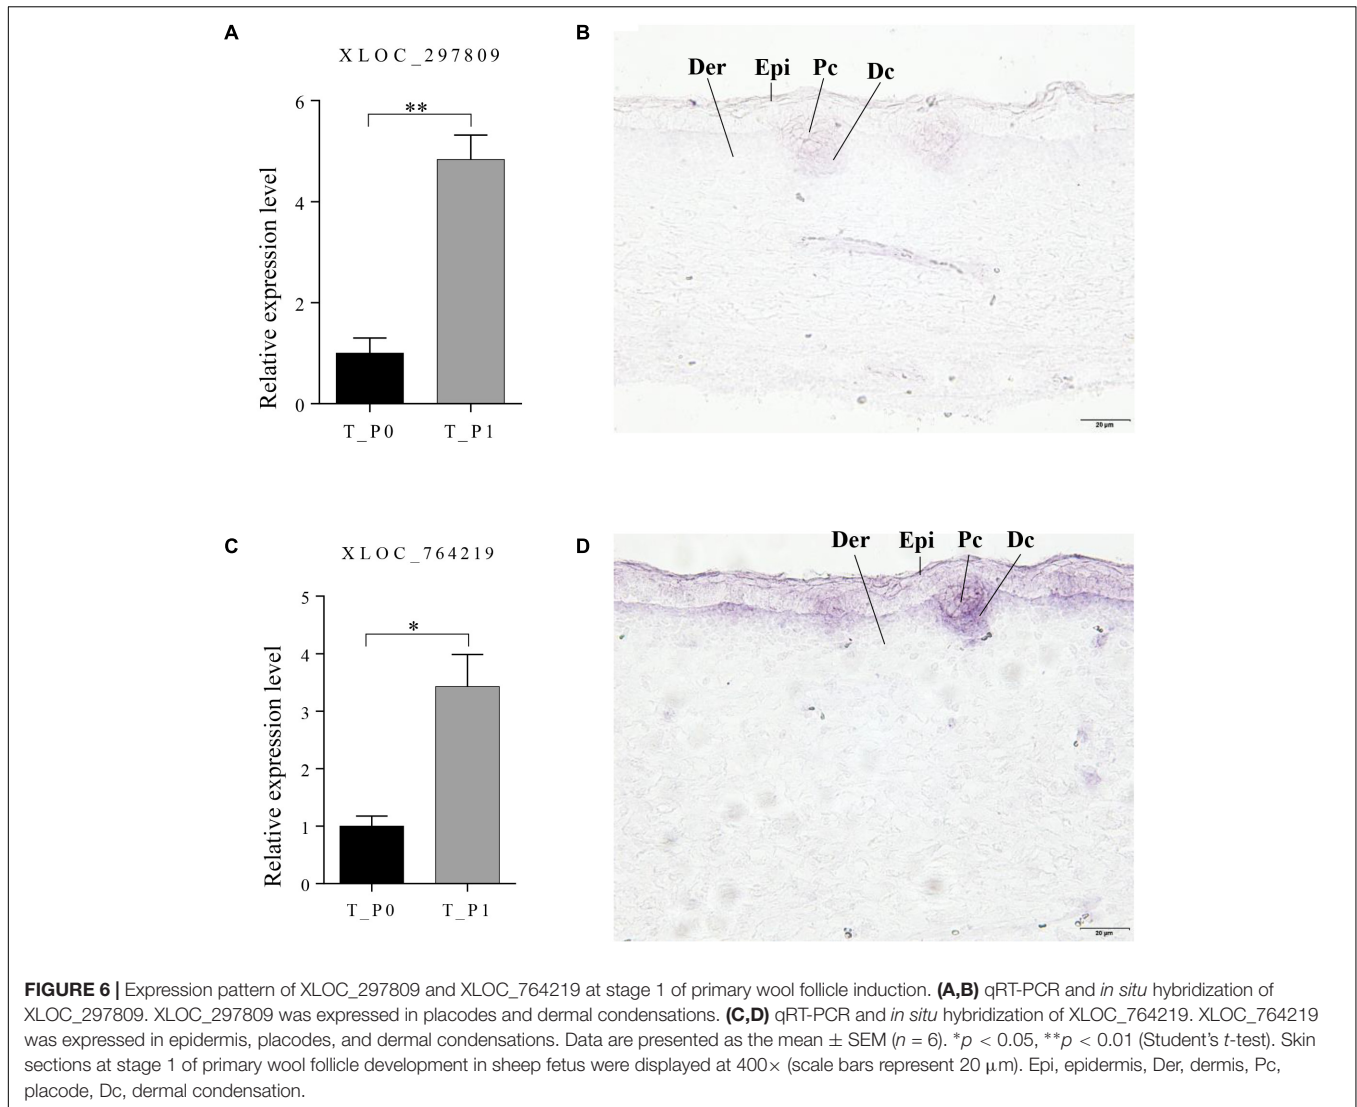 A
XLOC_297809
Relative expression level
6
4
2
0
**
T_P0 T_P1
B
Der Epi Pc Dc
20 μm
C
XLOC_764219
Relative expression level
5
4
3
2
1
0
*
T_P0 T_P1
D
Der Epi Pc Dc
20 μm
FIGURE 6 | Expression pattern of XLOC_297809 and XLOC_764219 at stage 1 of primary wool follicle induction. (A,B) qRT-PCR and in situ hybridization of
XLOC_297809. XLOC_297809 was expressed in placodes and dermal condensations. (C,D) qRT-PCR and in situ hybridization of XLOC_764219. XLOC_764219
was expressed in epidermis, placodes, and dermal condensations. Data are presented as the mean ± SEM (n = 6). *p < 0.05, **p < 0.01 (Student's t-test). Skin
sections at stage 1 of primary wool follicle development in sheep fetus were displayed at 400× (scale bars represent 20 μm). Epi, epidermis, Der, dermis, Pc,
placode, Dc, dermal condensation.